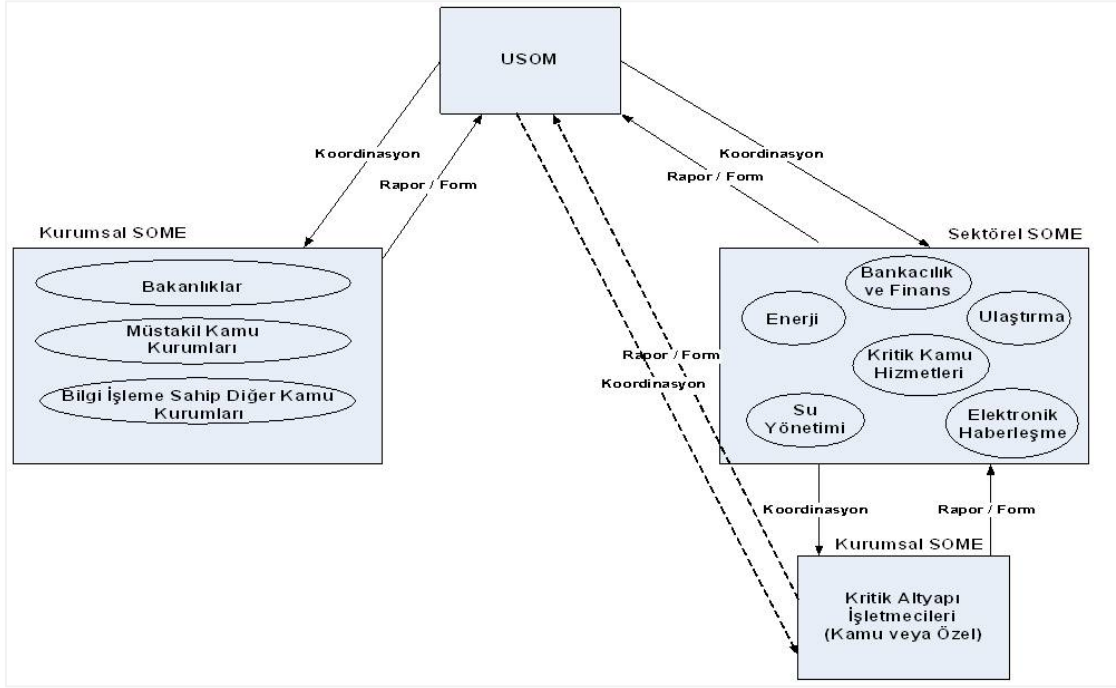 USOM
Koordinasyon
Rapor / Form
Koordinasyon
Rapor / Form
Kurumsal SOME
Bakanlıklar
Müstakil Kamu
Kurumları
Bilgi İşleme Sahip Diğer Kamu
Kurumları
Rapor / Form
Koordinasyon
Sektörel SOME
Bankacılık
ve Finans
Enerji
Ulaştırma
Kritik Kamu
Hizmetleri
Su
Yönetimi
Elektronik
Haberleşme
Koordinasyon
Rapor / Form
Kurumsal SOME
Kritik Altyapı
İşletmecileri
(Kamu veya Özel)